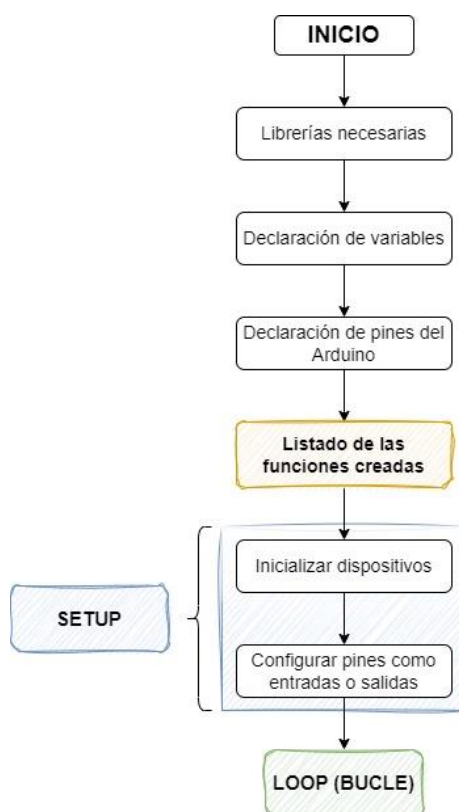 INICIO
Librerías necesarias
Declaración de variables
Declaración de pines del
Arduino
Listado de las
funciones creadas
Inicializar dispositivos
SETUP
Configurar pines como
entradas o salidas
LOOP (BUCLE)